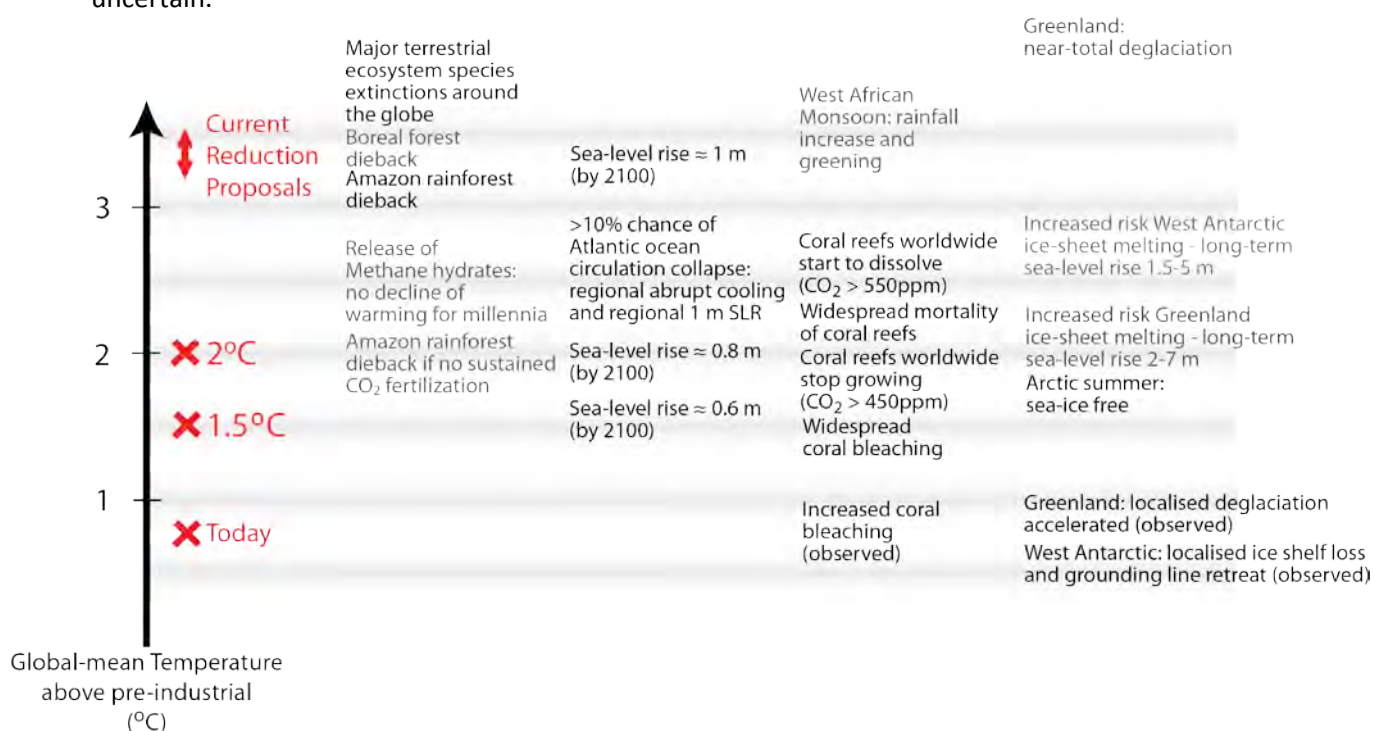 uncertain.
Greenland:
near-total deglaciation
Major terrestrial
ecosystem species
extinctions around
the globe
Boreal forest
dieback
Amazon rainforest
dieback
West African
Monsoon: rainfall
increase and
greening
Current
Reduction
Proposals
Sea-level rise ≈ 1 m
(by 2100)
3
Release of
Methane hydrates:
no decline of
warming for millennia
>10% chance of
Atlantic ocean
circulation collapse:
regional abrupt cooling
and regional 1 m SLR
Coral reefs worldwide
start to dissolve
(CO₂ > 550ppm)
Widespread mortality
of coral reefs
Increased risk West Antarctic
ice-sheet melting - long-term
sea-level rise 1.5-5 m
Increased risk Greenland
ice-sheet melting - long-term
sea-level rise 2-7 m
2
2°C
Amazon rainforest
dieback if no sustained
CO₂ fertilization
Sea-level rise ≈ 0.8 m
(by 2100)
Coral reefs worldwide
stop growing
(CO₂ > 450ppm)
Arctic summer:
sea-ice free
1.5°C
Sea-level rise ≈ 0.6 m
(by 2100)
Widespread
coral bleaching
1
Today
Increased coral
bleaching
(observed)
Greenland: localised deglaciation
accelerated (observed)
West Antarctic: localised ice shelf loss
and grounding line retreat (observed)
Global-mean Temperature
above pre-industrial
(°C)